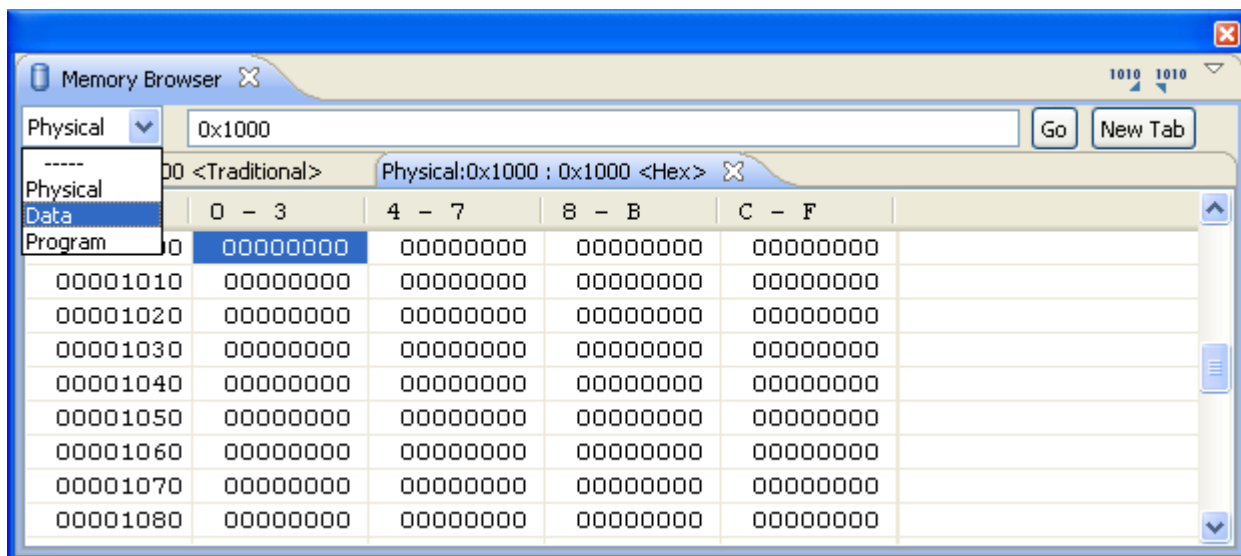 Memory Browser
1010 1010
Physical 0x1000 Go New Tab
-----
Physical
Data
Program
00 <Traditional> Physical:0x1000 : 0x1000 <Hex>
0 - 3 4 - 7 8 - B C - F
0 00000000 00000000 00000000 00000000
00001010 00000000 00000000 00000000 00000000
00001020 00000000 00000000 00000000 00000000
00001030 00000000 00000000 00000000 00000000
00001040 00000000 00000000 00000000 00000000
00001050 00000000 00000000 00000000 00000000
00001060 00000000 00000000 00000000 00000000
00001070 00000000 00000000 00000000 00000000
00001080 00000000 00000000 00000000 00000000